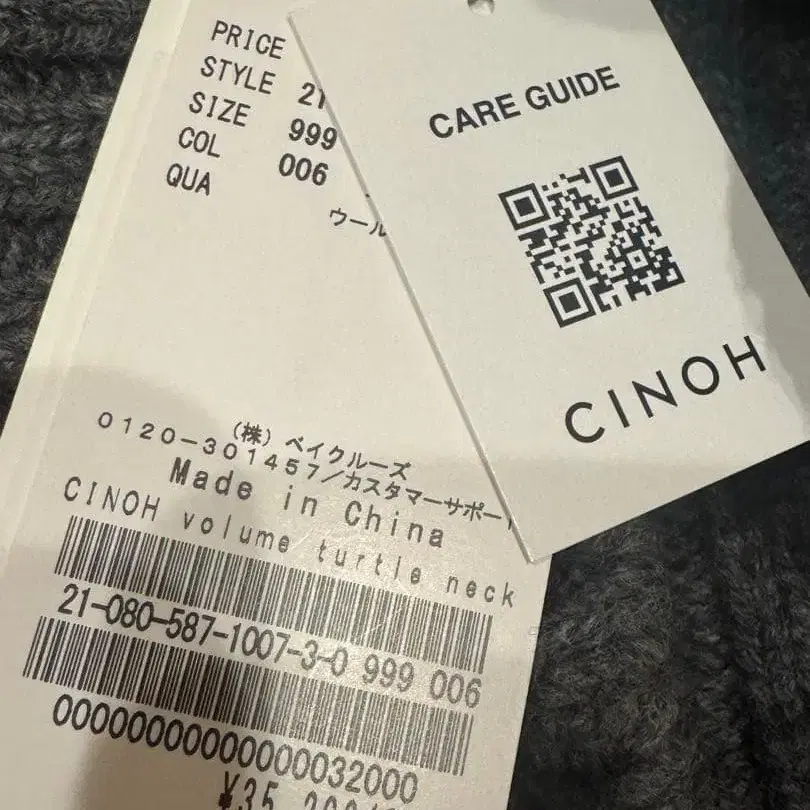 PRICE
STYLE 21
SIZE 999
COL 006
QUA
ウール
(株) ベイクルーズ
0120-301457/カスタマーサポー
Made in China
CINOH volume turtle neck
21-080-587-1007-3-0 999 006
0000000000000032000
CARE GUIDE
CINOH